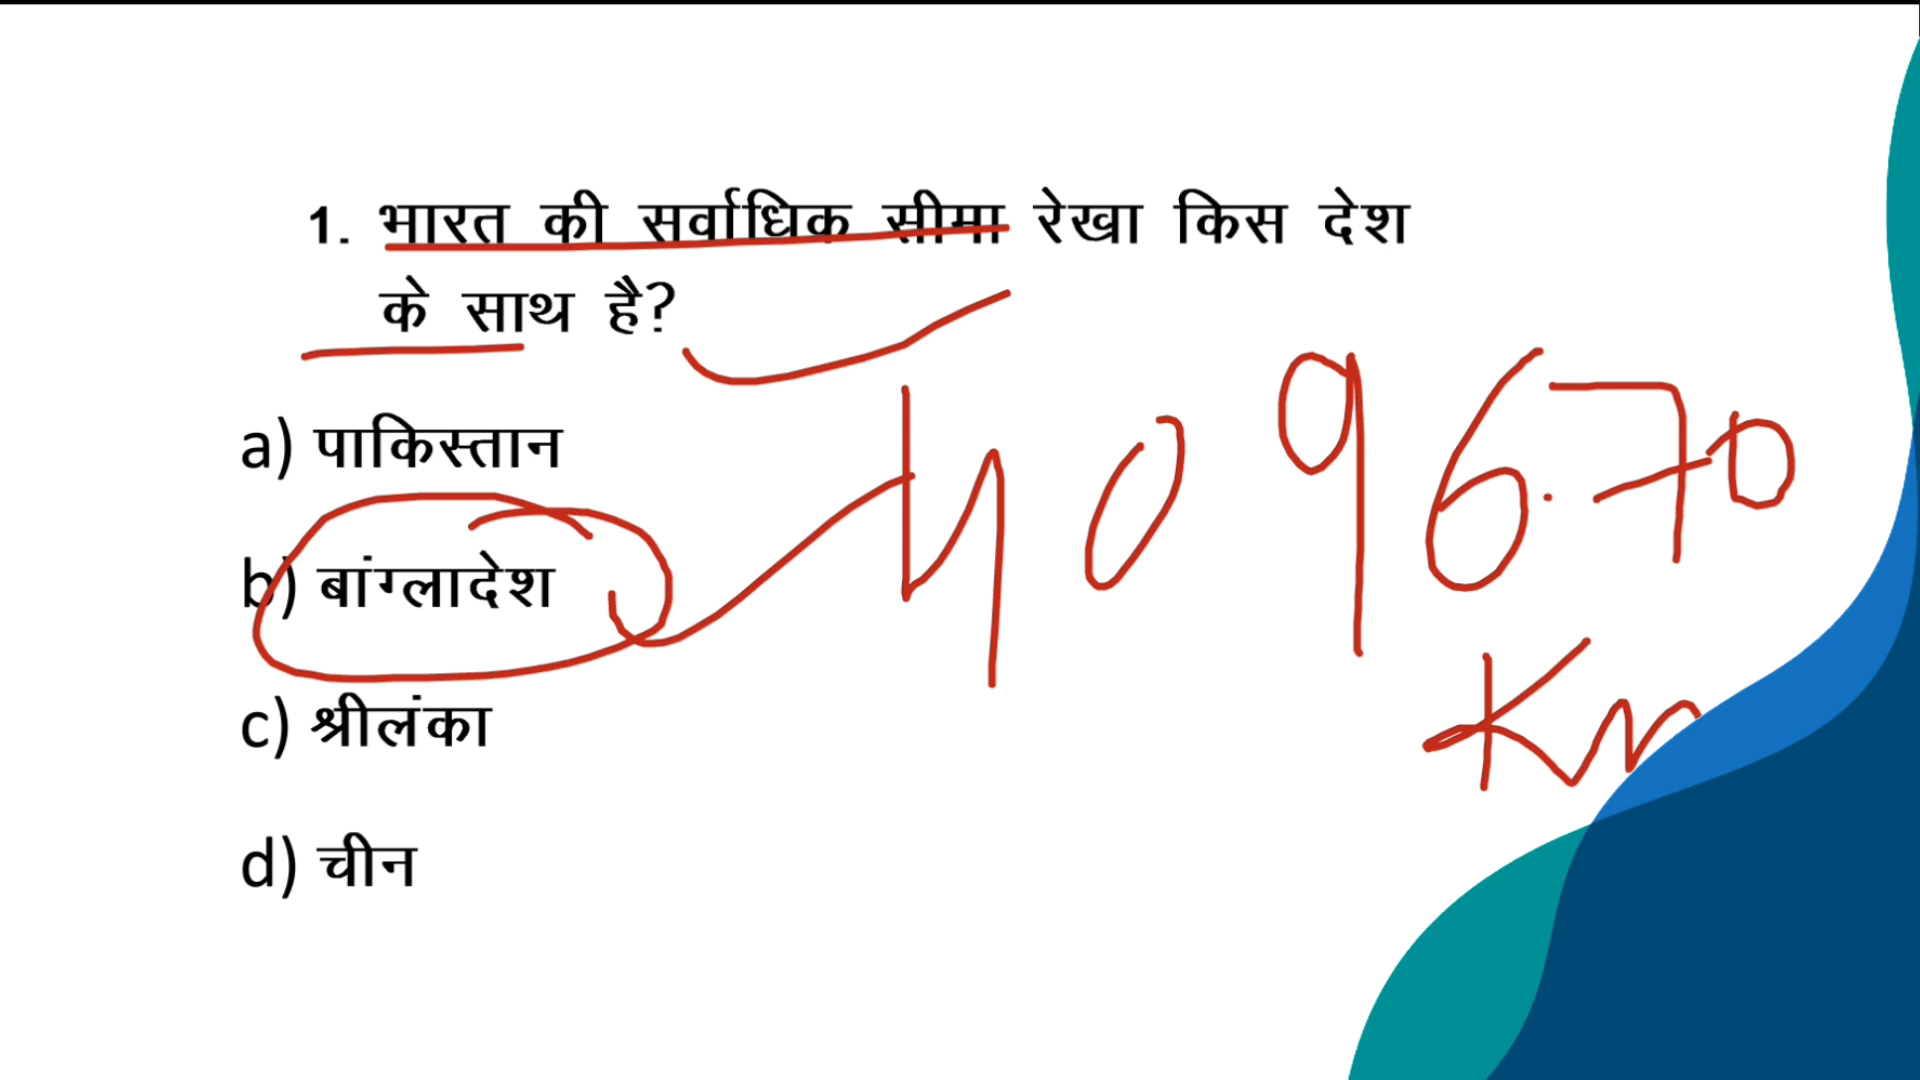 1. भारत की सर्वाधिक सीमा रेखा किस देश
के साथ है?
a) पाकिस्तान
b) बांग्लादेश
4096.70
Km
c) श्रीलंका
d) चीन